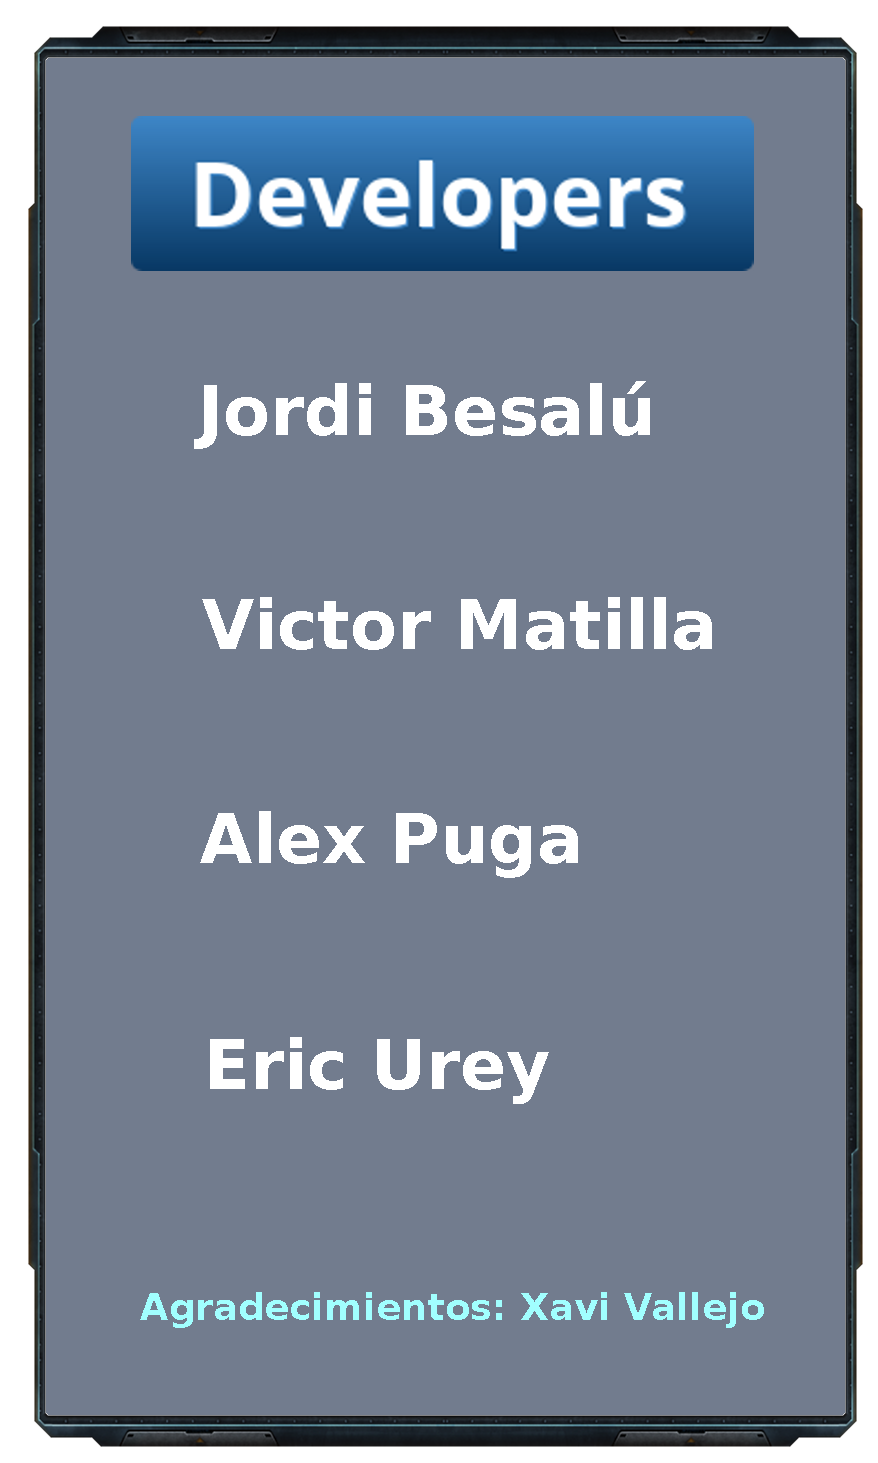 Developers
Jordi Besalú
Victor Matilla
Alex Puga
Eric Urey
Agradecimientos: Xavi Vallejo